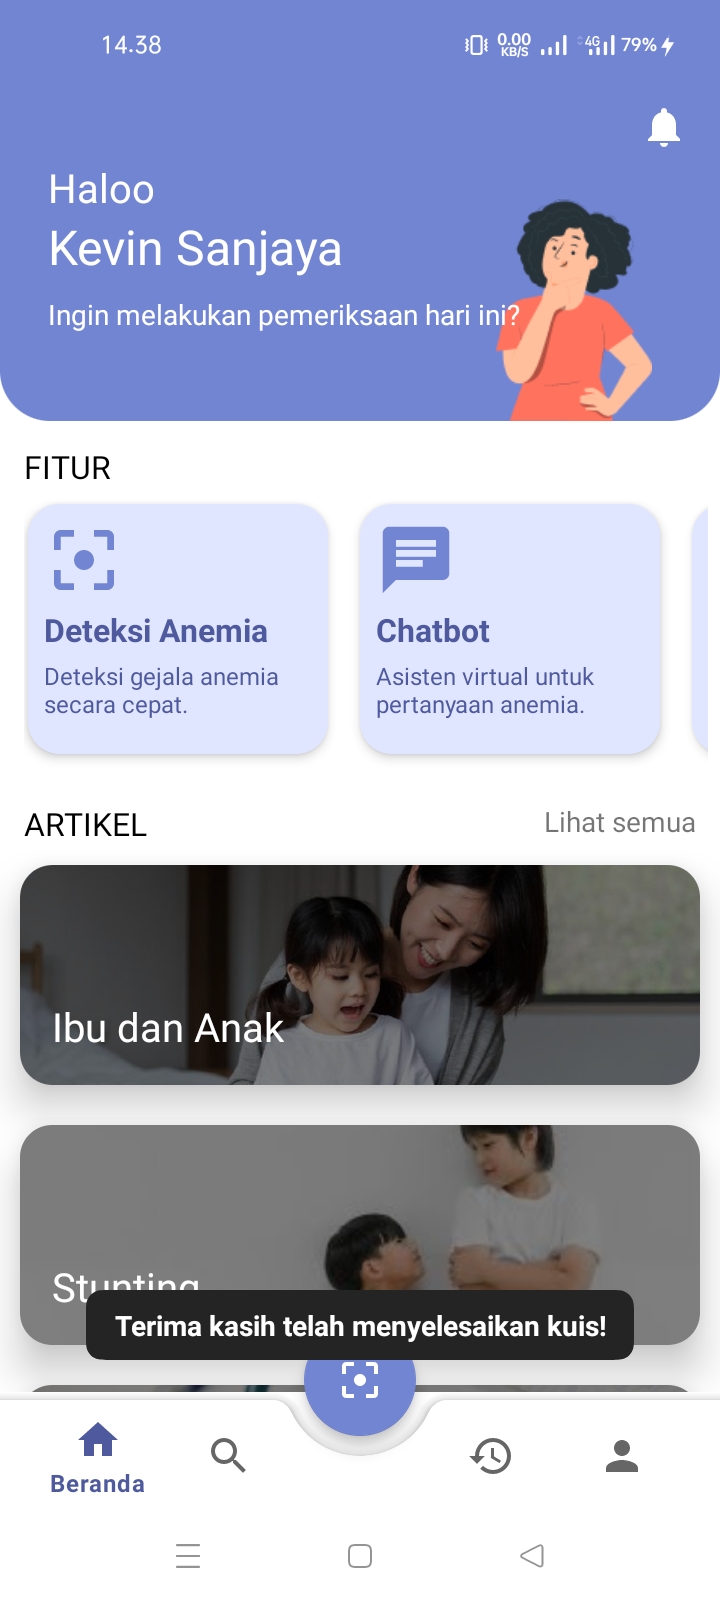 14.38
0.00
KB/S
4G
79%
Haloo
Kevin Sanjaya
Ingin melakukan pemeriksaan hari ini?
FITUR
Deteksi Anemia
Deteksi gejala anemia
secara cepat.
Chatbot
Asisten virtual untuk
pertanyaan anemia.
ARTIKEL
Lihat semua
Ibu dan Anak
Stunting
Terima kasih telah menyelesaikan kuis!
Beranda